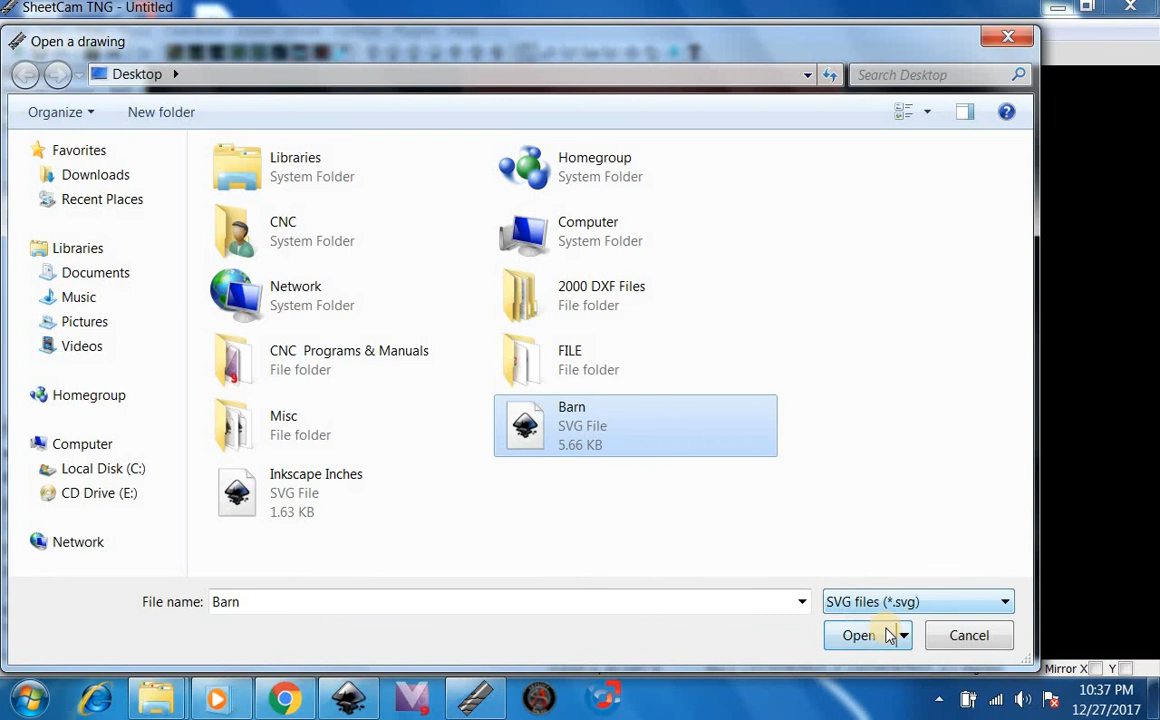 SheetCam TNG - Untitled
Open a drawing
Desktop
Search Desktop
Organize
New folder
Favorites
Downloads
Recent Places
Libraries
Documents
Music
Pictures
Videos
Homegroup
Computer
Local Disk (C:)
CD Drive (E:)
Network
Libraries
System Folder
Homegroup
System Folder
CNC
System Folder
Computer
System Folder
Network
System Folder
2000 DXF Files
File folder
CNC Programs & Manuals
File folder
FILE
File folder
Misc
File folder
Barn
SVG File
5.66 KB
Inkscape Inches
SVG File
1.63 KB
File name: Barn
SVG files (*.svg)
Open
Cancel
Mirror X Y
10:37 PM
12/27/2017